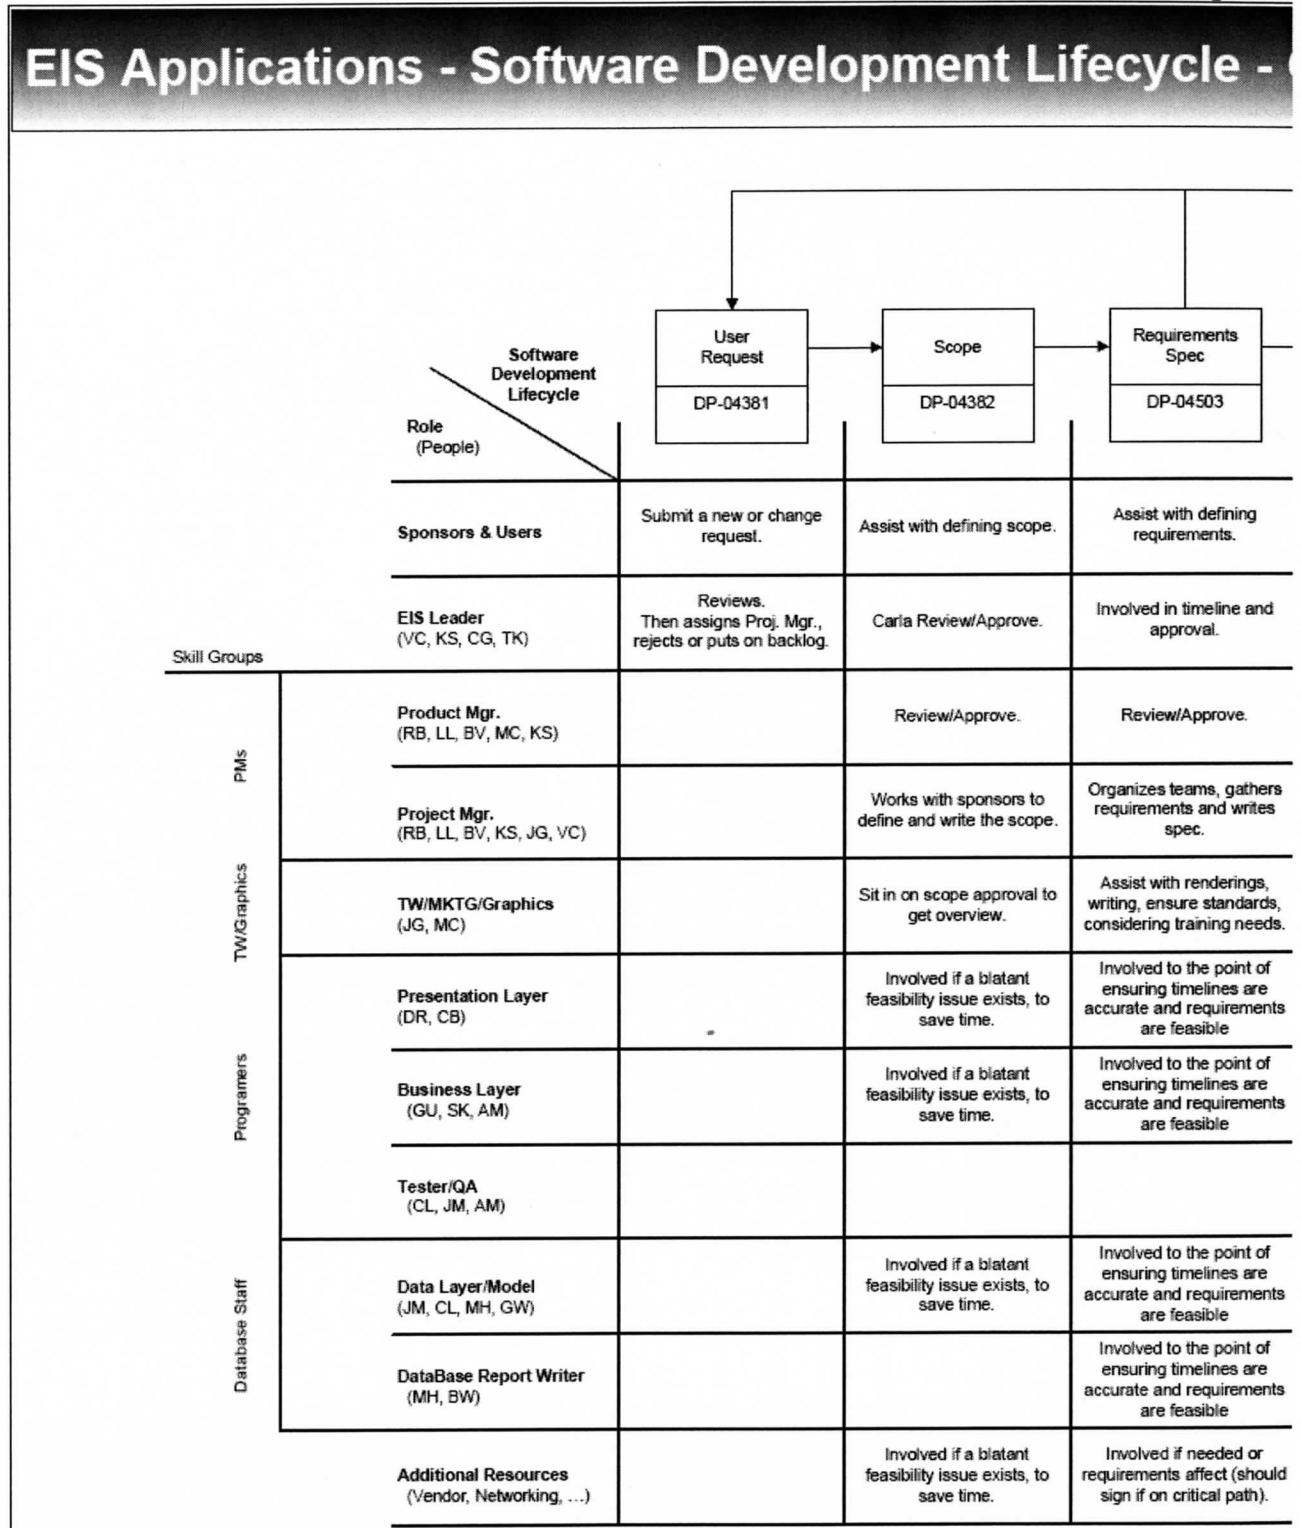 EIS Applications - Software Development Lifecycle -
User
Request
DP-04381
Scope
DP-04382
Requirements
Spec
DP-04503
Software
Development
Lifecycle
Role
(People)
Sponsors & Users
Submit a new or change
request.
Assist with defining scope.
Assist with defining
requirements.
EIS Leader
(VC, KS, CG, TK)
Reviews.
Then assigns Proj. Mgr.,
rejects or puts on backlog.
Carla Review/Approve.
Involved in timeline and
approval.
Skill Groups
PMs
Product Mgr.
(RB, LL, BV, MC, KS)
Review/Approve.
Review/Approve.
Project Mgr.
(RB, LL, BV, KS, JG, VC)
Works with sponsors to
define and write the scope.
Organizes teams, gathers
requirements and writes
spec.
TW/Graphics
TW/MKTG/Graphics
(JG, MC)
Sit in on scope approval to
get overview.
Assist with renderings,
writing, ensure standards,
considering training needs.
Programers
Presentation Layer
(DR, CB)
Involved if a blatant
feasibility issue exists, to
save time.
Involved to the point of
ensuring timelines are
accurate and requirements
are feasible
Business Layer
(GU, SK, AM)
Involved if a blatant
feasibility issue exists, to
save time.
Involved to the point of
ensuring timelines are
accurate and requirements
are feasible
Tester/QA
(CL, JM, AM)
Database Staff
Data Layer/Model
(JM, CL, MH, GW)
Involved if a blatant
feasibility issue exists, to
save time.
Involved to the point of
ensuring timelines are
accurate and requirements
are feasible
DataBase Report Writer
(MH, BW)
Involved to the point of
ensuring timelines are
accurate and requirements
are feasible
Additional Resources
(Vendor, Networking, ...)
Involved if a blatant
feasibility issue exists, to
save time.
Involved if needed or
requirements affect (should
sign if on critical path).